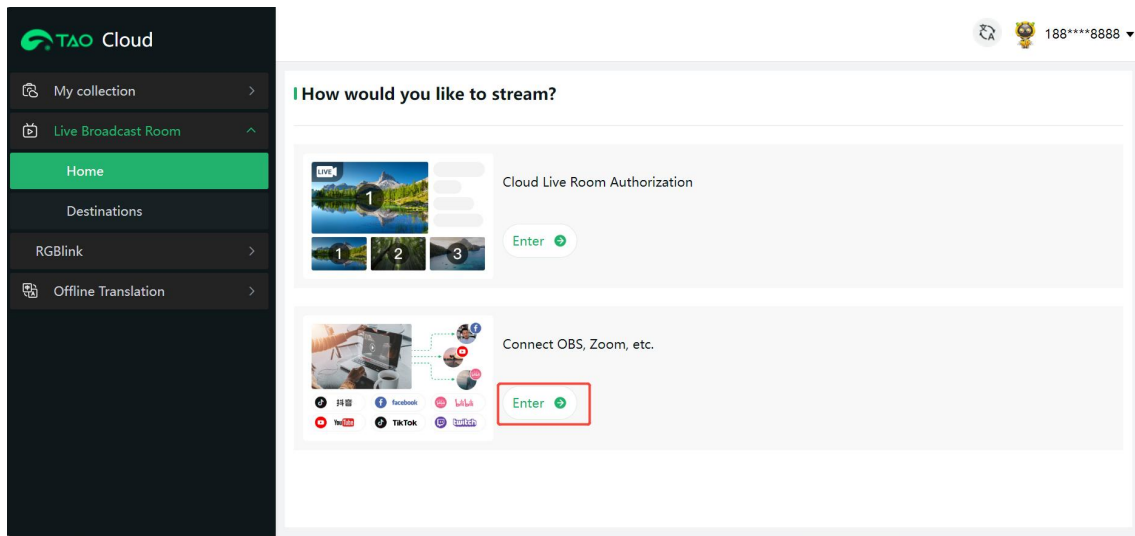 TAO Cloud
188****8888
My collection
Live Broadcast Room
Home
Destinations
RGBlink
Offline Translation
How would you like to stream?
LIVE
1
1 2 3
Cloud Live Room Authorization
Enter
抖音 facebook
YouTube TikTok twitch
Connect OBS, Zoom, etc.
Enter